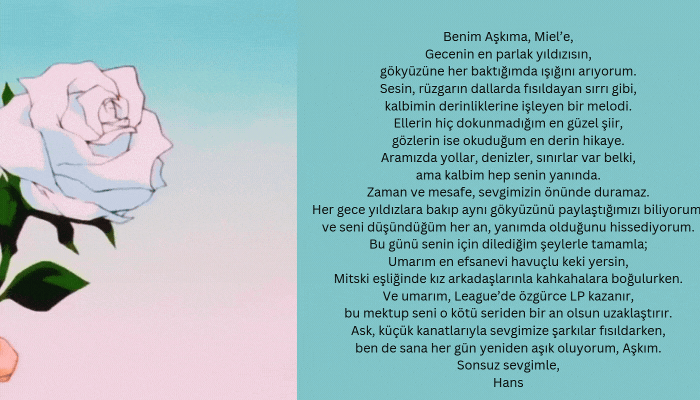 Benim Aşkıma, Miel’e,
Gecenin en parlak yıldızısın,
gökyüzüne her baktığımda ışığını arıyorum.
Sesin, rüzgarın dallarda fısıldayan sırrı gibi,
kalbimin derinliklerine işleyen bir melodi.
Ellerin hiç dokunmadığım en güzel şiir,
gözlerin ise okuduğum en derin hikaye.
Aramızda yollar, denizler, sınırlar var belki,
ama kalbim hep senin yanında.
Zaman ve mesafe, sevgimizin önünde duramaz.
Her gece yıldızlara bakıp aynı gökyüzünü paylaştığımızı biliyorum
ve seni düşündüğüm her an, yanımda olduğunu hissediyorum.
Bu günü senin için dilediğim şeylerle tamamla;
Umarım en efsanevi havuçlu keki yersin,
Mitski eşliğinde kız arkadaşlarınla kahkahalara boğulurken.
Ve umarım, League’de özgürce LP kazanır,
bu mektup seni o kötü seriden bir an olsun uzaklaştırır.
Ask, küçük kanatlarıyla sevgimize şarkılar fısıldarken,
ben de sana her gün yeniden aşık oluyorum, Aşkım.
Sonsuz sevgimle,
Hans